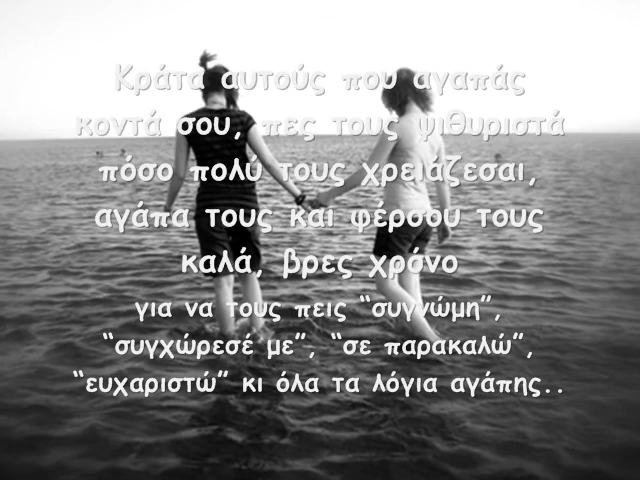 Κράτα αυτούς που αγαπάς
κοντά σου, πες τους ψιθυριστά
πόσο πολύ τους χρειάζεσαι,
αγάπα τους και φέρσου τους
καλά, βρες χρόνο
για να τους πεις “συγνώμη”,
“συγχώρεσέ με”, “σε παρακαλώ”,
“ευχαριστώ” κι όλα τα λόγια αγάπης..